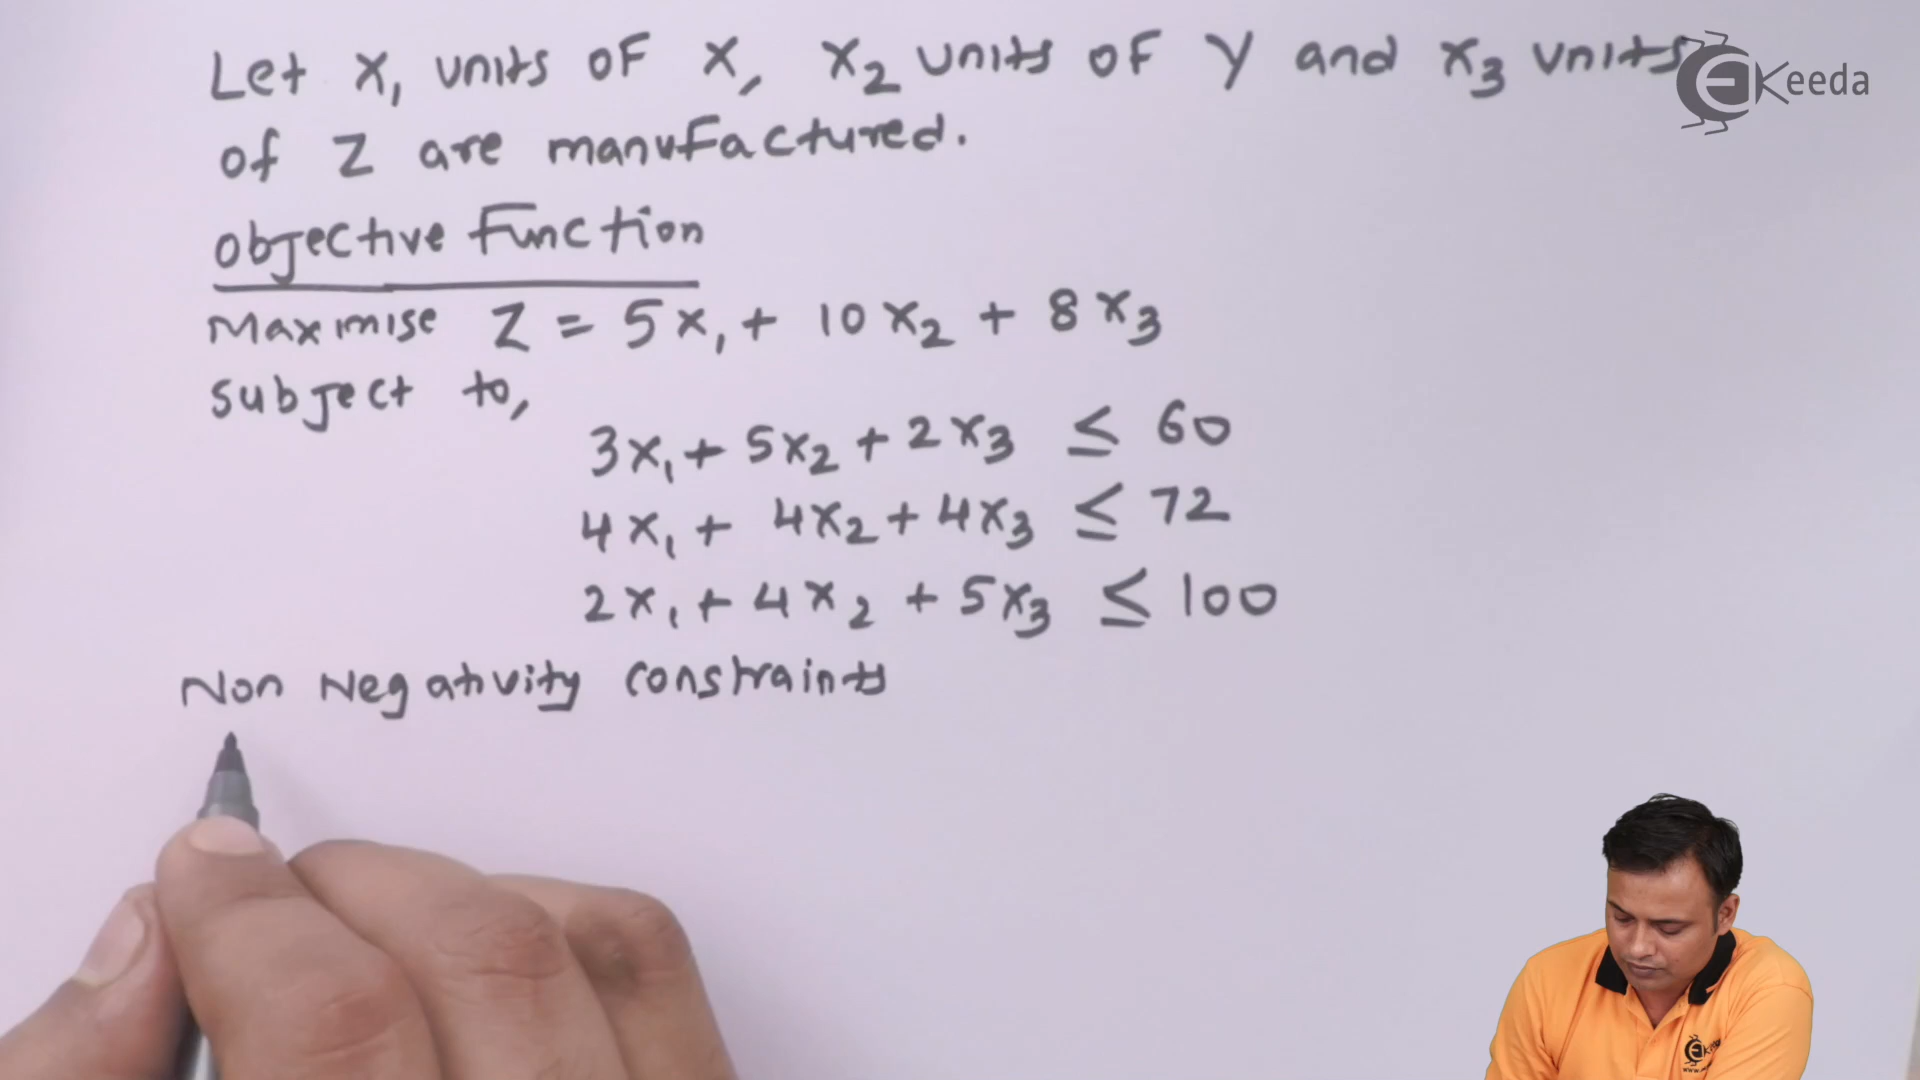 Let x₁ units of X, x₂ units of Y and x₃ units
of Z are manufactured.
Objective Function
Maximise Z = 5x₁ + 10x₂ + 8x₃
subject to,
3x₁ + 5x₂ + 2x₃ ≤ 60
4x₁ + 4x₂ + 4x₃ ≤ 72
2x₁ + 4x₂ + 5x₃ ≤ 100
Non Negativity constraints
EKeeda